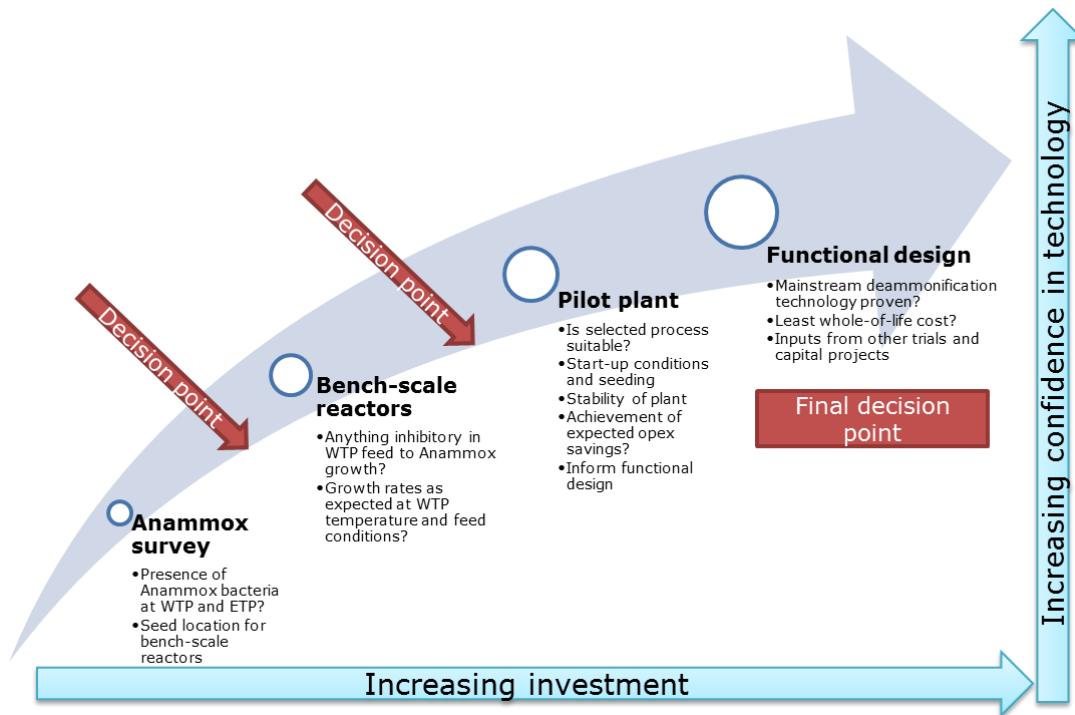 Decision point
Anammox
survey
•Presence of
Anammox bacteria
at WTP and ETP?
•Seed location for
bench-scale
reactors
Decision point
Bench-scale
reactors
•Anything inhibitory in
WTP feed to Anammox
growth?
•Growth rates as
expected at WTP
temperature and feed
conditions?
Pilot plant
•Is selected process
suitable?
•Start-up conditions
and seeding
•Stability of plant
•Achievement of
expected opex
savings?
•Inform functional
design
Functional design
•Mainstream deammonification
technology proven?
•Least whole-of-life cost?
•Inputs from other trials and
capital projects
Final decision
point
Increasing investment
Increasing confidence in technology